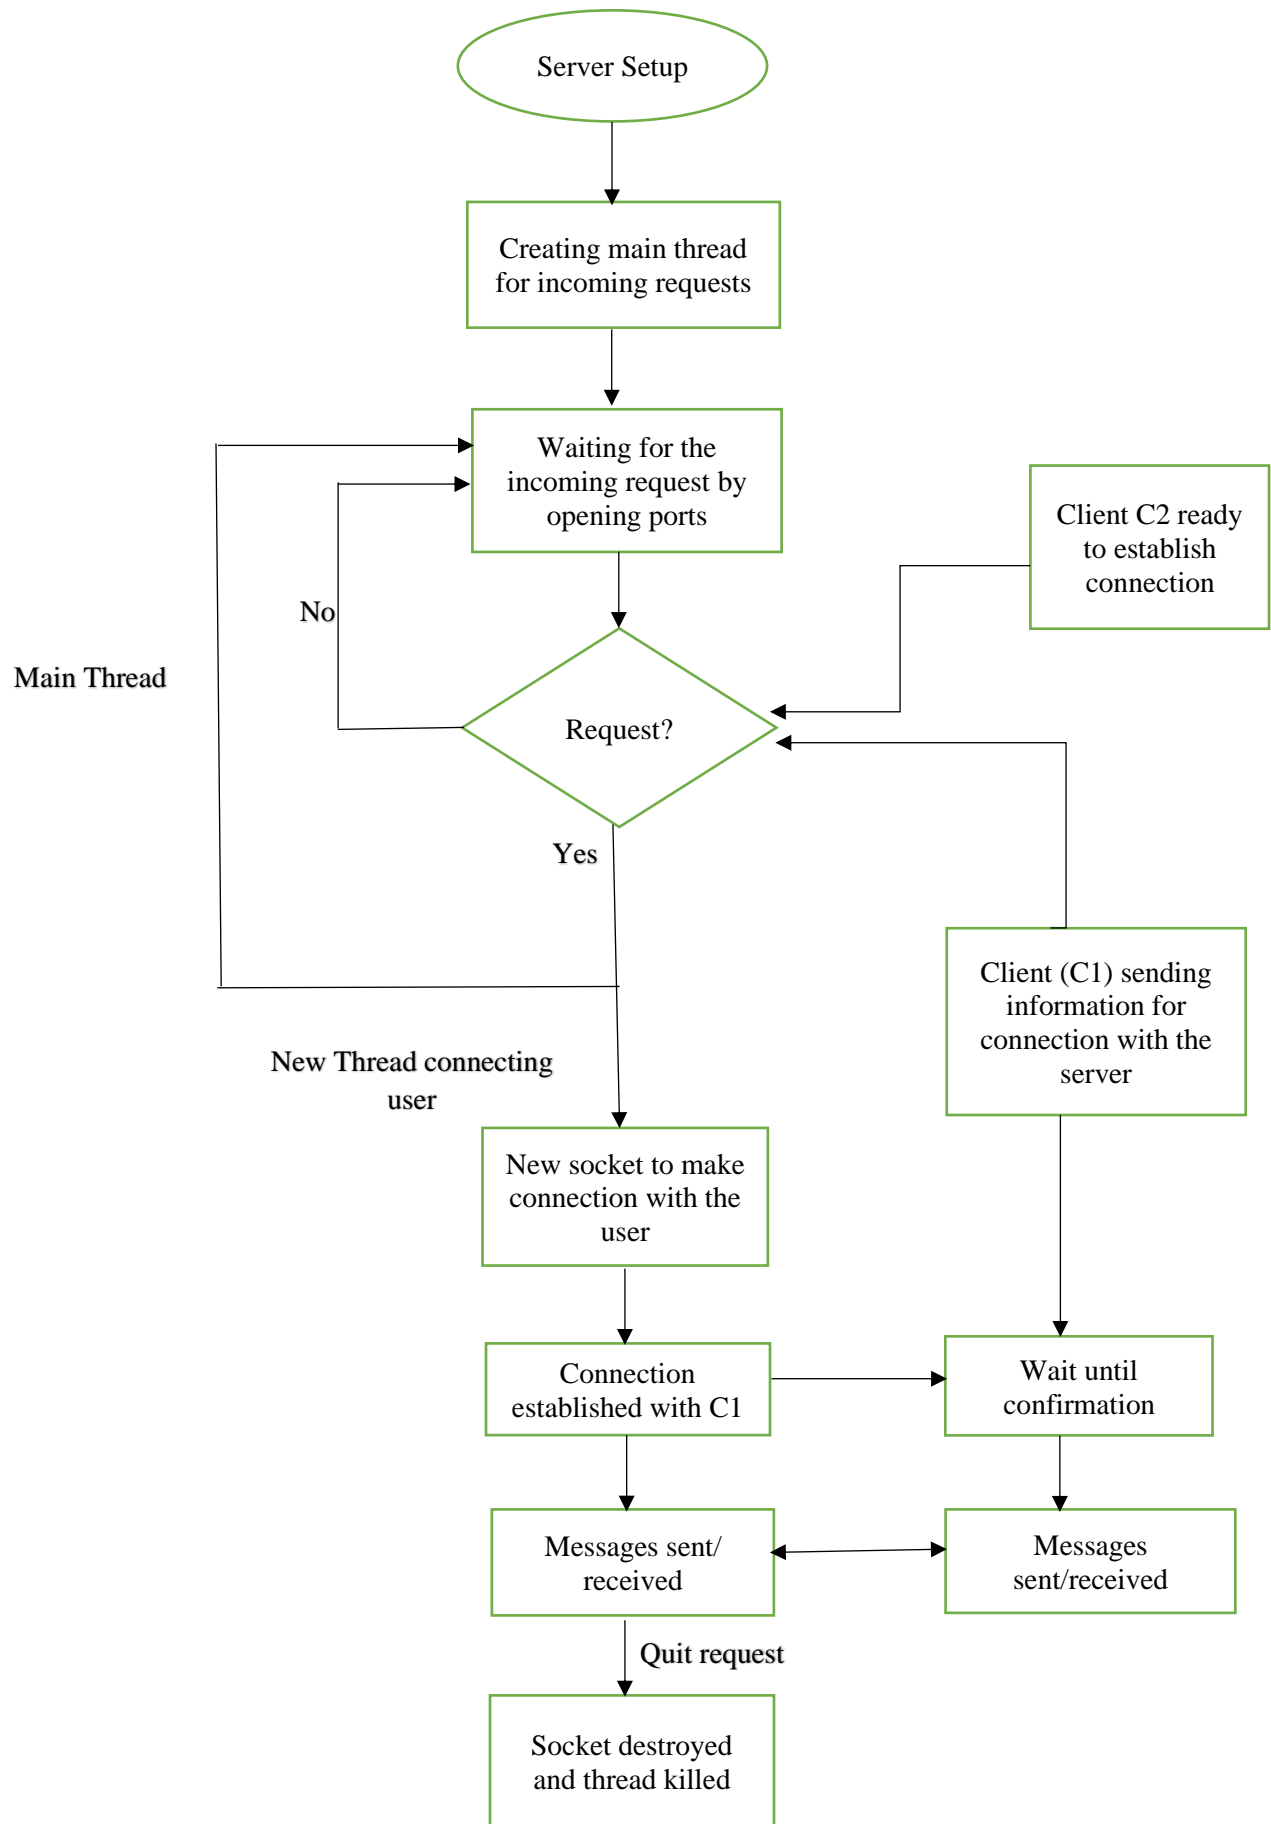 Server Setup
Creating main thread
for incoming requests
Waiting for the
incoming request by
opening ports
Client C2 ready
to establish
connection
No
Main Thread
Request?
Yes
Client (C1) sending
information for
connection with the
server
New Thread connecting
user
New socket to make
connection with the
user
Connection
established with C1
Wait until
confirmation
Messages sent/
received
Messages
sent/received
Quit request
Socket destroyed
and thread killed